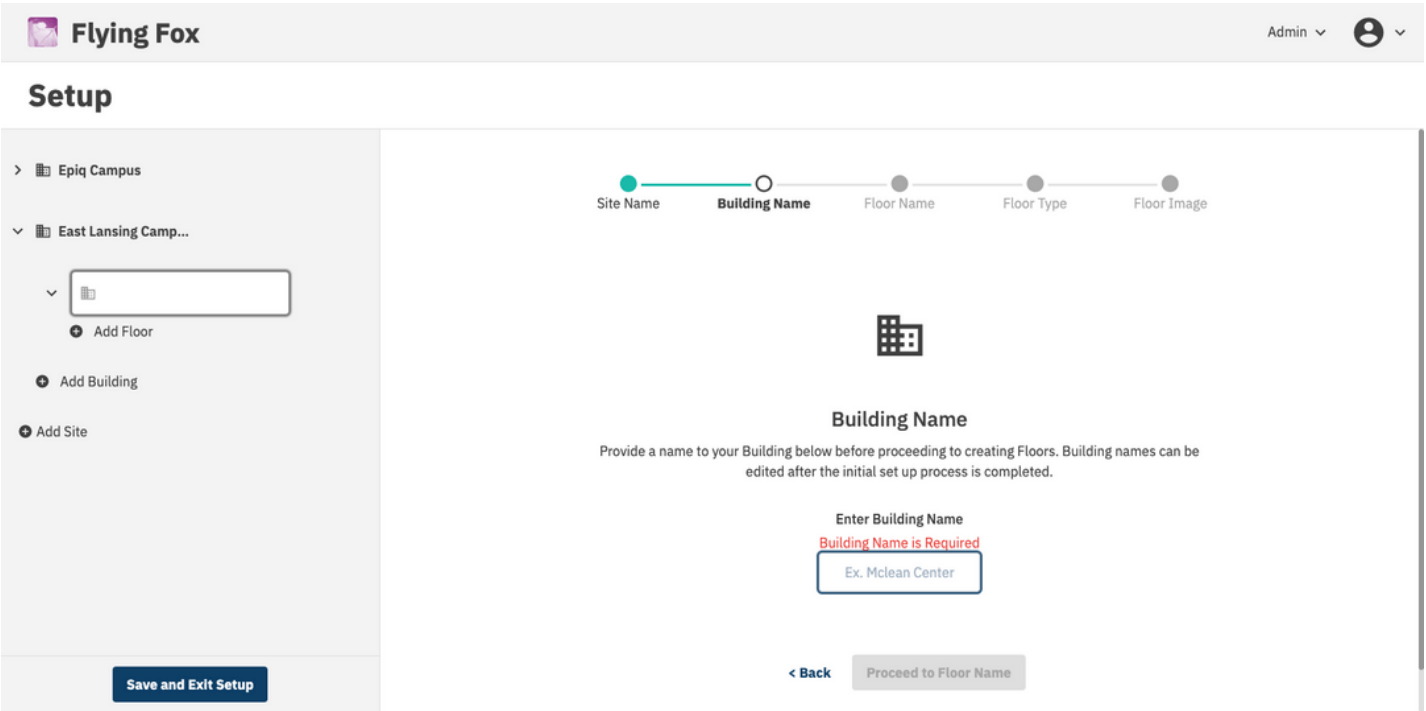 Flying Fox
Admin
Setup
Epiq Campus
East Lansing Camp...
Add Floor
Add Building
Add Site
Save and Exit Setup
Site Name
Building Name
Floor Name
Floor Type
Floor Image
Building Name
Provide a name to your Building below before proceeding to creating Floors. Building names can be
edited after the initial set up process is completed.
Enter Building Name
Building Name is Required
Ex. Mclean Center
< Back
Proceed to Floor Name